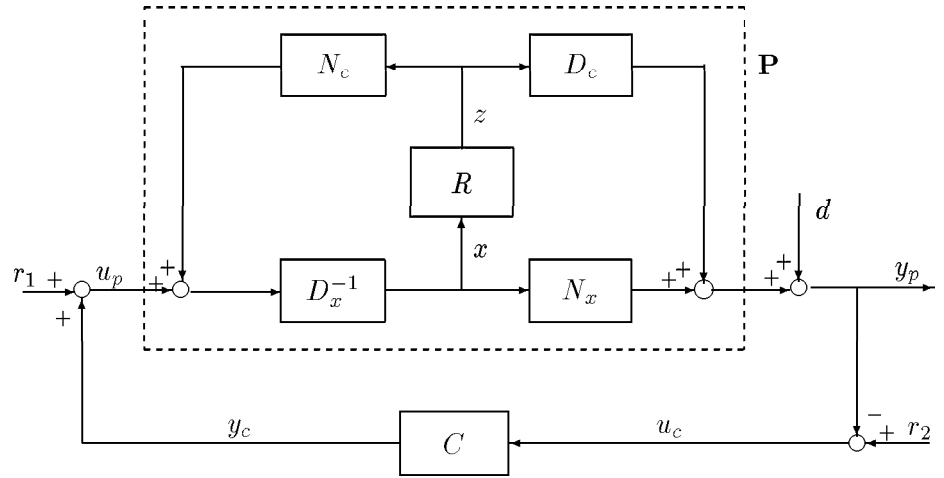 N_c
D_c
P
z
R
d
x
r_1 + u_p + +
D_x^{-1}
N_x
+ +
+ +
y_p
+
y_c
C
u_c
−
+ r_2